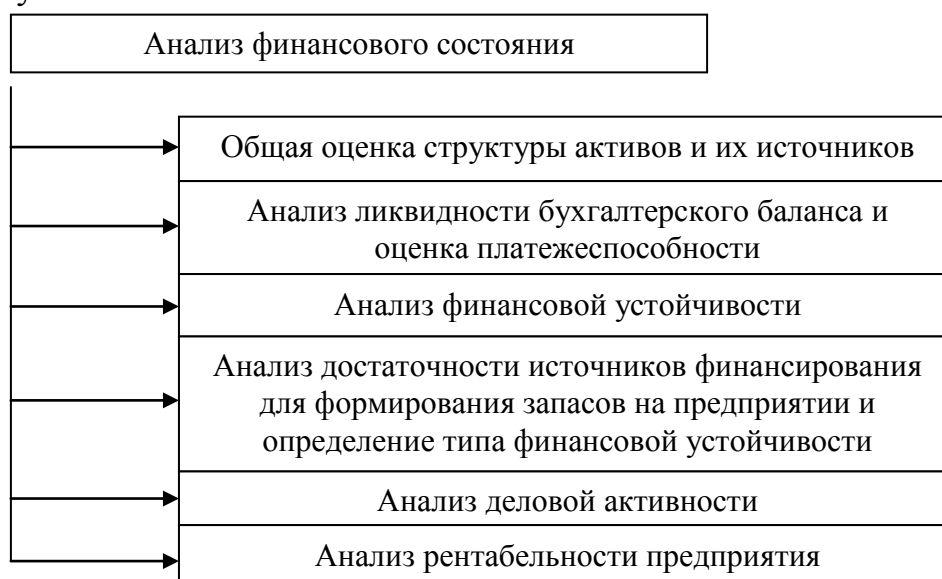 Анализ финансового состояния
Общая оценка структуры активов и их источников
Анализ ликвидности бухгалтерского баланса и
оценка платежеспособности
Анализ финансовой устойчивости
Анализ достаточности источников финансирования
для формирования запасов на предприятии и
определение типа финансовой устойчивости
Анализ деловой активности
Анализ рентабельности предприятия